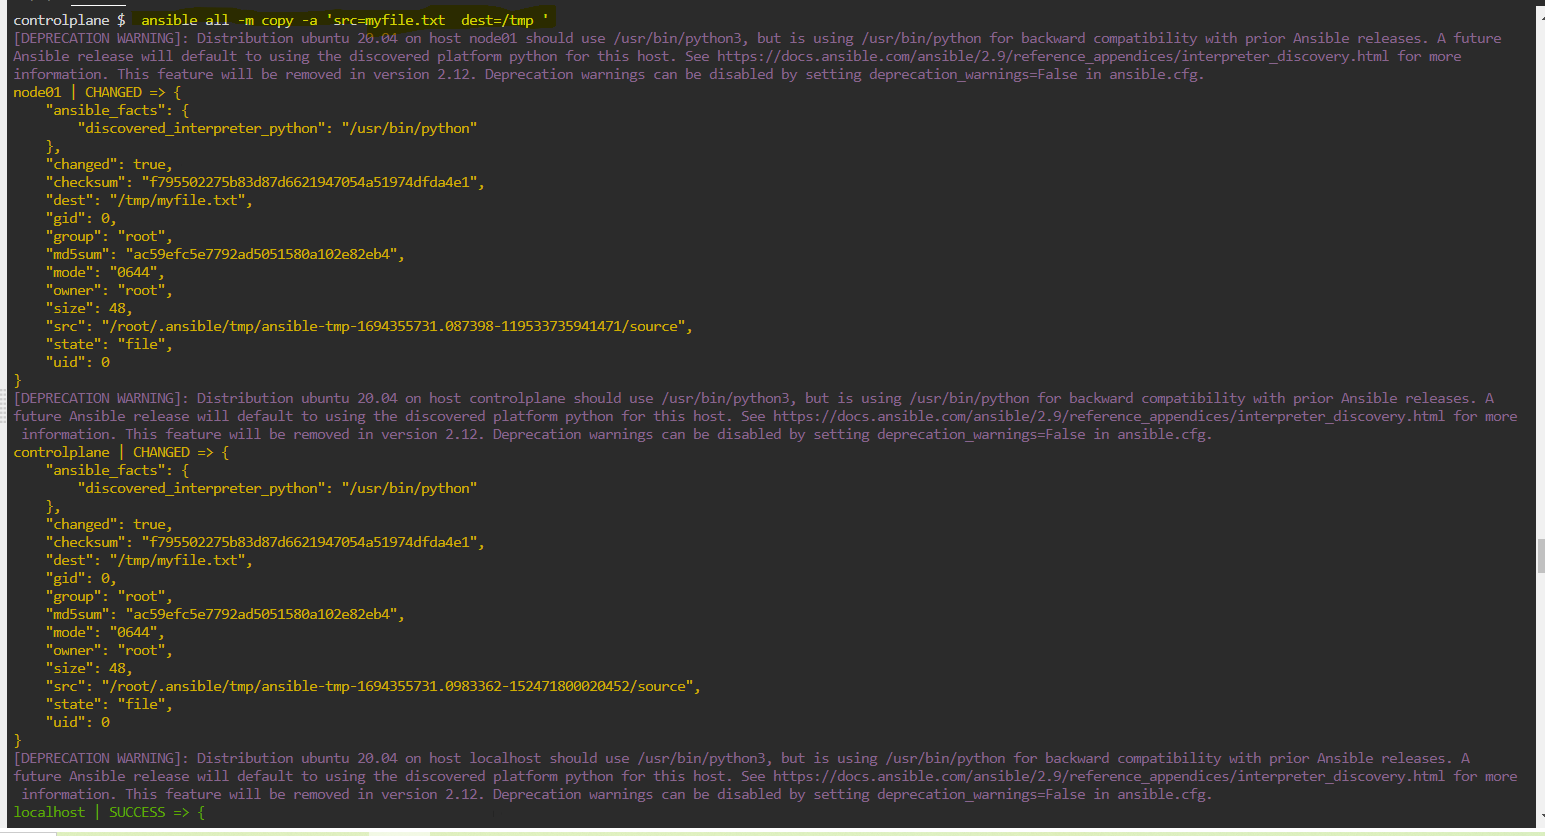 controlplane $  ansible all -m copy -a 'src=myfile.txt  dest=/tmp '
[DEPRECATION WARNING]: Distribution ubuntu 20.04 on host node01 should use /usr/bin/python3, but is using /usr/bin/python for backward compatibility with prior Ansible releases. A future
Ansible release will default to using the discovered platform python for this host. See https://docs.ansible.com/ansible/2.9/reference_appendices/interpreter_discovery.html for more
information. This feature will be removed in version 2.12. Deprecation warnings can be disabled by setting deprecation_warnings=False in ansible.cfg.
node01 | CHANGED => {
    "ansible_facts": {
        "discovered_interpreter_python": "/usr/bin/python"
    },
    "changed": true,
    "checksum": "f795502275b83d87d6621947054a51974dfda4e1",
    "dest": "/tmp/myfile.txt",
    "gid": 0,
    "group": "root",
    "md5sum": "ac59efc5e7792ad5051580a102e82eb4",
    "mode": "0644",
    "owner": "root",
    "size": 48,
    "src": "/root/.ansible/tmp/ansible-tmp-1694355731.087398-119533735941471/source",
    "state": "file",
    "uid": 0
}
[DEPRECATION WARNING]: Distribution ubuntu 20.04 on host controlplane should use /usr/bin/python3, but is using /usr/bin/python for backward compatibility with prior Ansible releases. A
future Ansible release will default to using the discovered platform python for this host. See https://docs.ansible.com/ansible/2.9/reference_appendices/interpreter_discovery.html for more
 information. This feature will be removed in version 2.12. Deprecation warnings can be disabled by setting deprecation_warnings=False in ansible.cfg.
controlplane | CHANGED => {
    "ansible_facts": {
        "discovered_interpreter_python": "/usr/bin/python"
    },
    "changed": true,
    "checksum": "f795502275b83d87d6621947054a51974dfda4e1",
    "dest": "/tmp/myfile.txt",
    "gid": 0,
    "group": "root",
    "md5sum": "ac59efc5e7792ad5051580a102e82eb4",
    "mode": "0644",
    "owner": "root",
    "size": 48,
    "src": "/root/.ansible/tmp/ansible-tmp-1694355731.0983362-152471800020452/source",
    "state": "file",
    "uid": 0
}
[DEPRECATION WARNING]: Distribution ubuntu 20.04 on host localhost should use /usr/bin/python3, but is using /usr/bin/python for backward compatibility with prior Ansible releases. A
future Ansible release will default to using the discovered platform python for this host. See https://docs.ansible.com/ansible/2.9/reference_appendices/interpreter_discovery.html for more
 information. This feature will be removed in version 2.12. Deprecation warnings can be disabled by setting deprecation_warnings=False in ansible.cfg.
localhost | SUCCESS => {